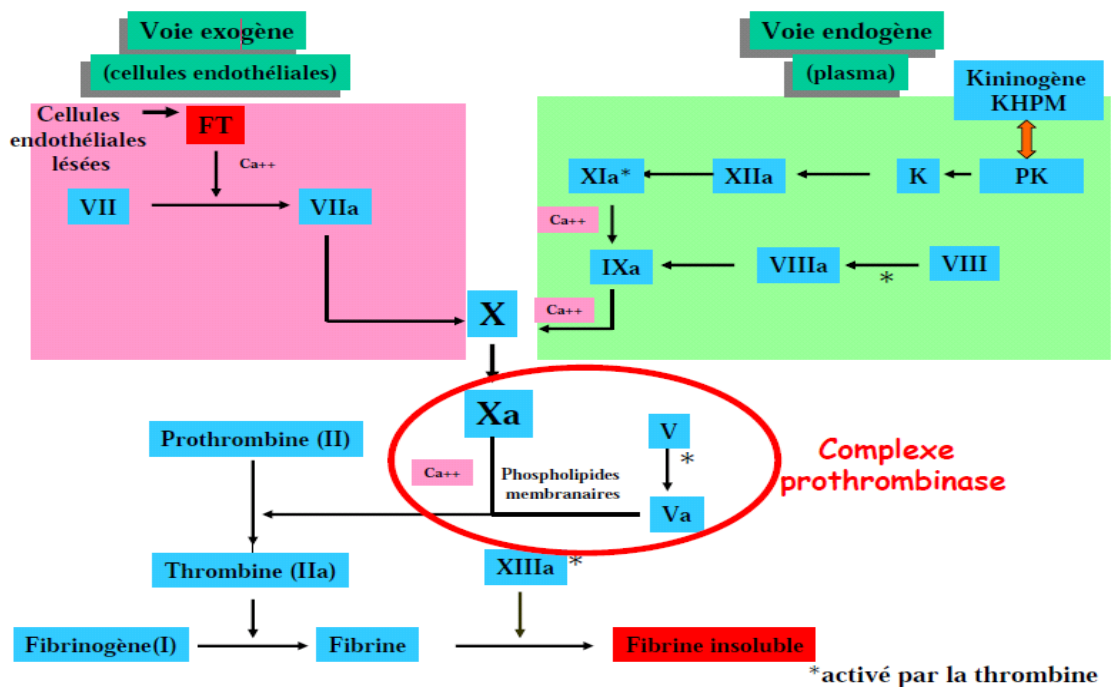 Voie exogène
(cellules endothéliales)
Voie endogène
(plasma)
Kininogène
KHPM
Cellules
endothéliales
lésées
FT
Ca++
VII
VIIa
XIa*
XIIa
K
PK
Ca++
IXa
VIIIa
*
VIII
Ca++
X
Xa
V
*
Va
Ca++
Phospholipides
membranaires
Complexe
prothrombinase
Prothrombine (II)
Thrombine (IIa)
XIIIa *
Fibrinogène(I)
Fibrine
Fibrine insoluble
*activé par la thrombine